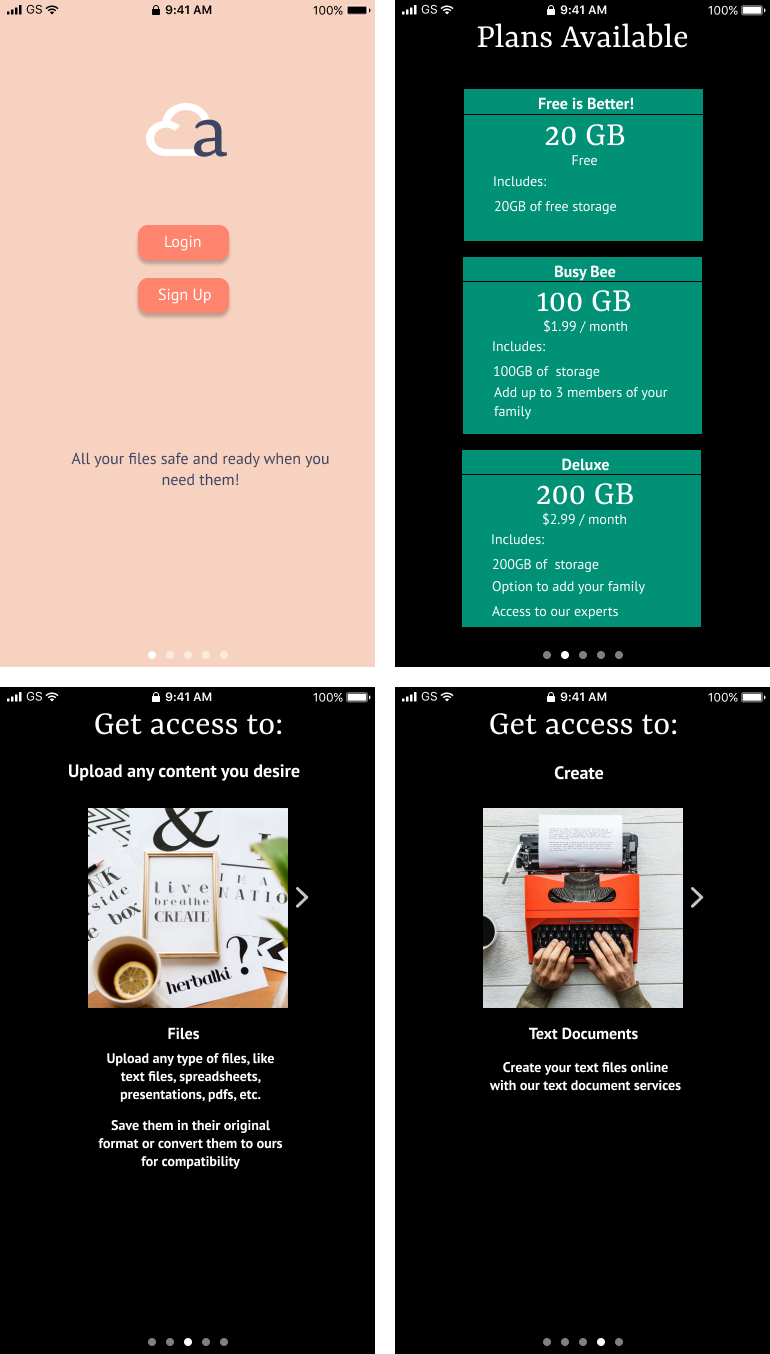 GS 9:41 AM 100%
a
Login
Sign Up
All your files safe and ready when you
need them!
GS 9:41 AM 100%
Plans Available
Free is Better!
20 GB
Free
Includes:
20GB of free storage
Busy Bee
100 GB
$1.99 / month
Includes:
100GB of storage
Add up to 3 members of your
family
Deluxe
200 GB
$2.99 / month
Includes:
200GB of storage
Option to add your family
Access to our experts
GS 9:41 AM 100%
Get access to:
Upload any content you desire
&
live
breathe
CREATE
box
?
herbatki
Files
Upload any type of files, like
text files, spreadsheets,
presentations, pdfs, etc.
Save them in their original
format or convert them to ours
for compatibility
GS 9:41 AM 100%
Get access to:
Create
Text Documents
Create your text files online
with our text document services